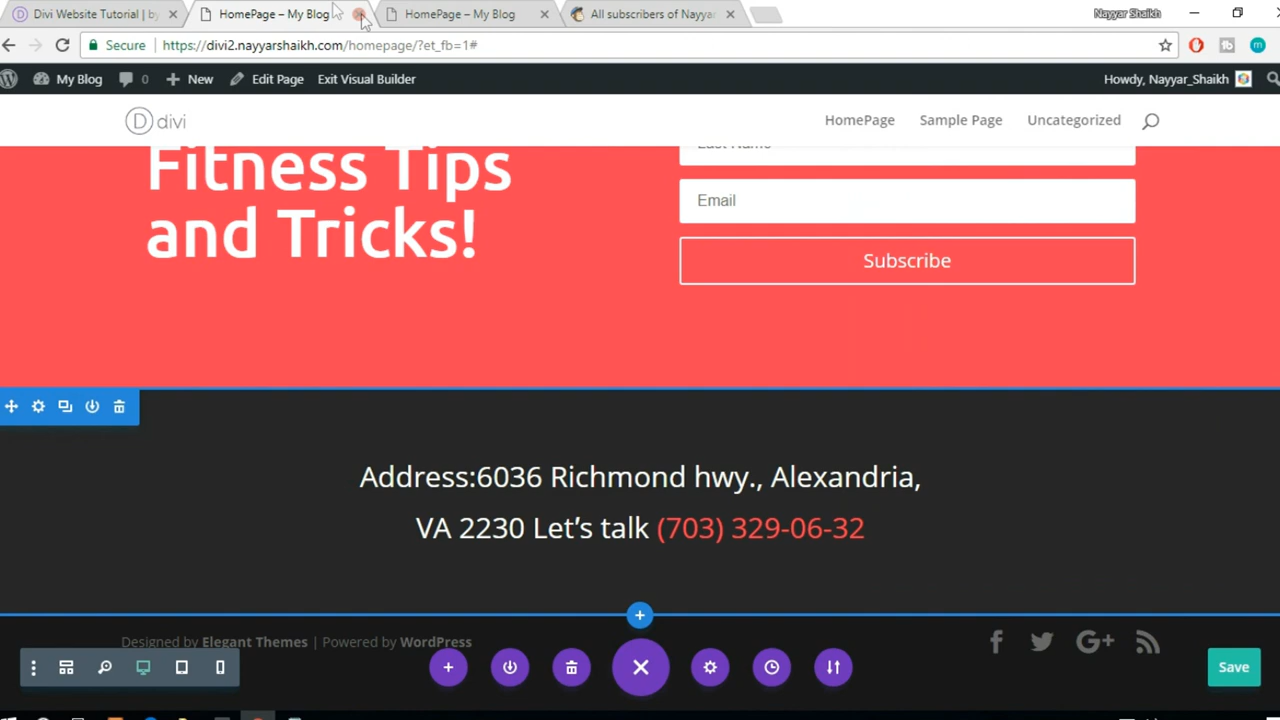 Divi Website Tutorial | by
HomePage – My Blog
HomePage – My Blog
All subscribers of Nayyar
Nayyar Shaikh
Secure
https://divi2.nayyarshaikh.com/homepage/?et_fb=1#
My Blog
0
New
Edit Page
Exit Visual Builder
Howdy, Nayyar_Shaikh
divi
HomePage
Sample Page
Uncategorized
Fitness Tips
and Tricks!
Last Name
Email
Subscribe
Address:6036 Richmond hwy., Alexandria,
VA 2230 Let’s talk (703) 329-06-32
Designed by Elegant Themes | Powered by WordPress
Save